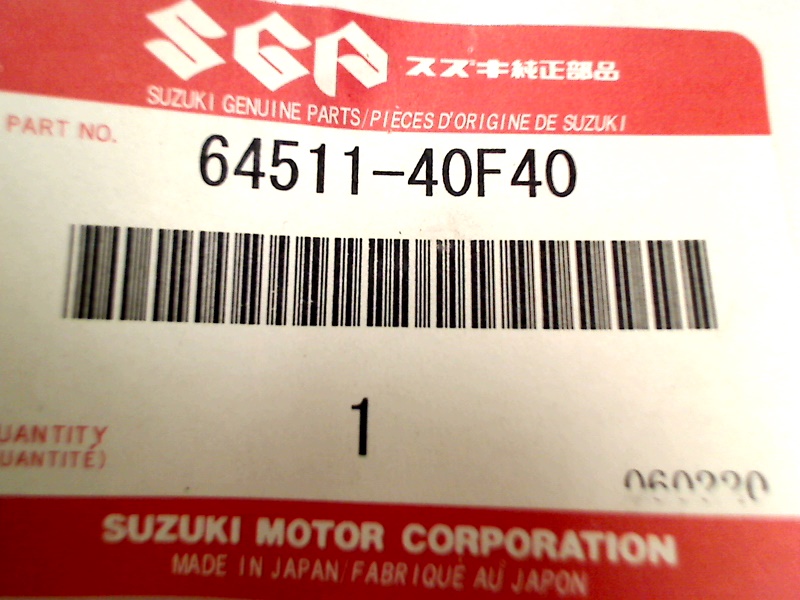 SGP スズキ純正部品
SUZUKI GENUINE PARTS/PIÈCES D'ORIGINE DE SUZUKI
PART NO.
64511-40F40
1
UANTITY
UANTITÉ)
060220
SUZUKI MOTOR CORPORATION
MADE IN JAPAN/FABRIQUÉ AU JAPON